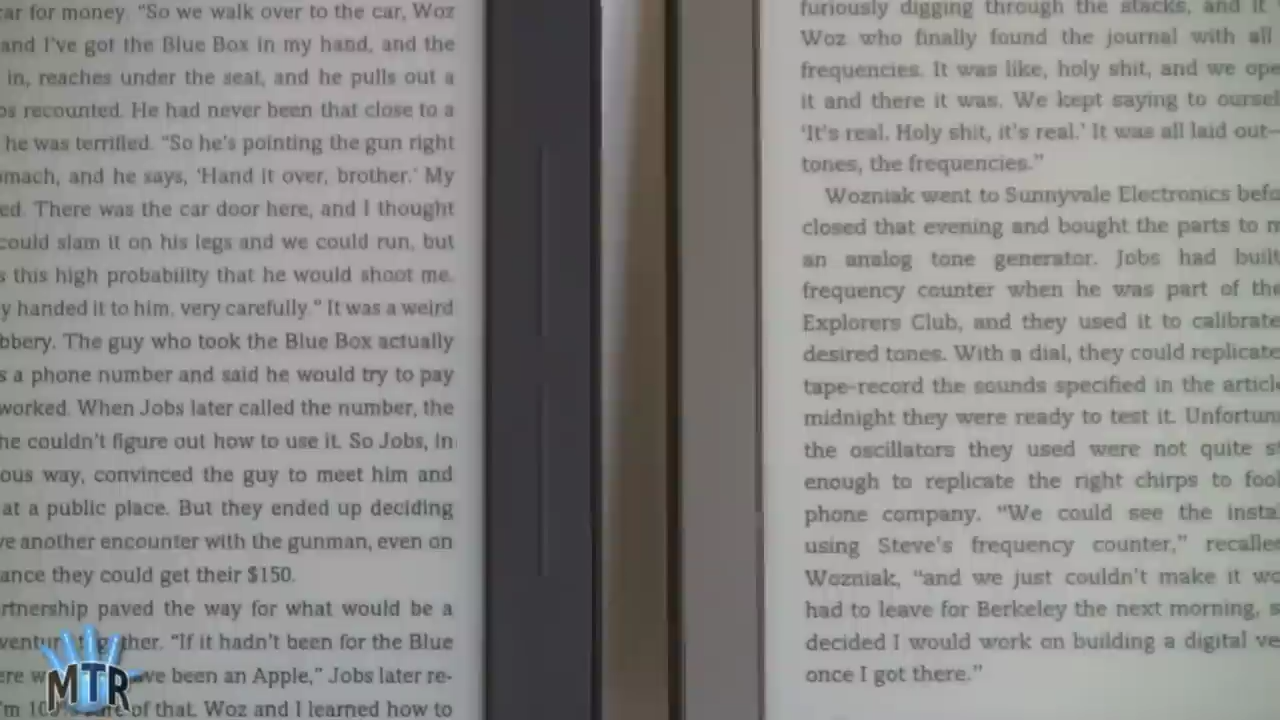 car for money. “So we walk over to the car, Woz
and I've got the Blue Box in my hand, and the
in, reaches under the seat, and he pulls out a
bs recounted. He had never been that close to a
he was terrified. “So he's pointing the gun right
omach, and he says, ‘Hand it over, brother.’ My
ed. There was the car door here, and I thought
could slam it on his legs and we could run, but
s this high probability that he would shoot me.
y handed it to him, very carefully.” It was a weird
bbery. The guy who took the Blue Box actually
s a phone number and said he would try to pay
worked. When Jobs later called the number, the
he couldn't figure out how to use it. So Jobs, in
ous way, convinced the guy to meet him and
at a public place. But they ended up deciding
ve another encounter with the gunman, even on
ance they could get their $150.
rtnership paved the way for what would be a
ther. “If it hadn't been for the Blue
ere ve been an Apple,” Jobs later re-
of that. Woz and I learned how to
MTR
furiously digging through the stacks, and it
Woz who finally found the journal with all
frequencies. It was like, holy shit, and we ope
it and there it was. We kept saying to oursel
‘It's real. Holy shit, it's real.’ It was all laid out—
tones, the frequencies.”
Wozniak went to Sunnyvale Electronics befo
closed that evening and bought the parts to m
an analog tone generator. Jobs had built
frequency counter when he was part of the
Explorers Club, and they used it to calibrate
desired tones. With a dial, they could replicate
tape-record the sounds specified in the article
midnight they were ready to test it. Unfortuna
the oscillators they used were not quite s
enough to replicate the right chirps to fool
phone company. “We could see the insta
using Steve's frequency counter,” recalled
Wozniak, “and we just couldn't make it wo
had to leave for Berkeley the next morning, s
decided I would work on building a digital ve
once I got there.”